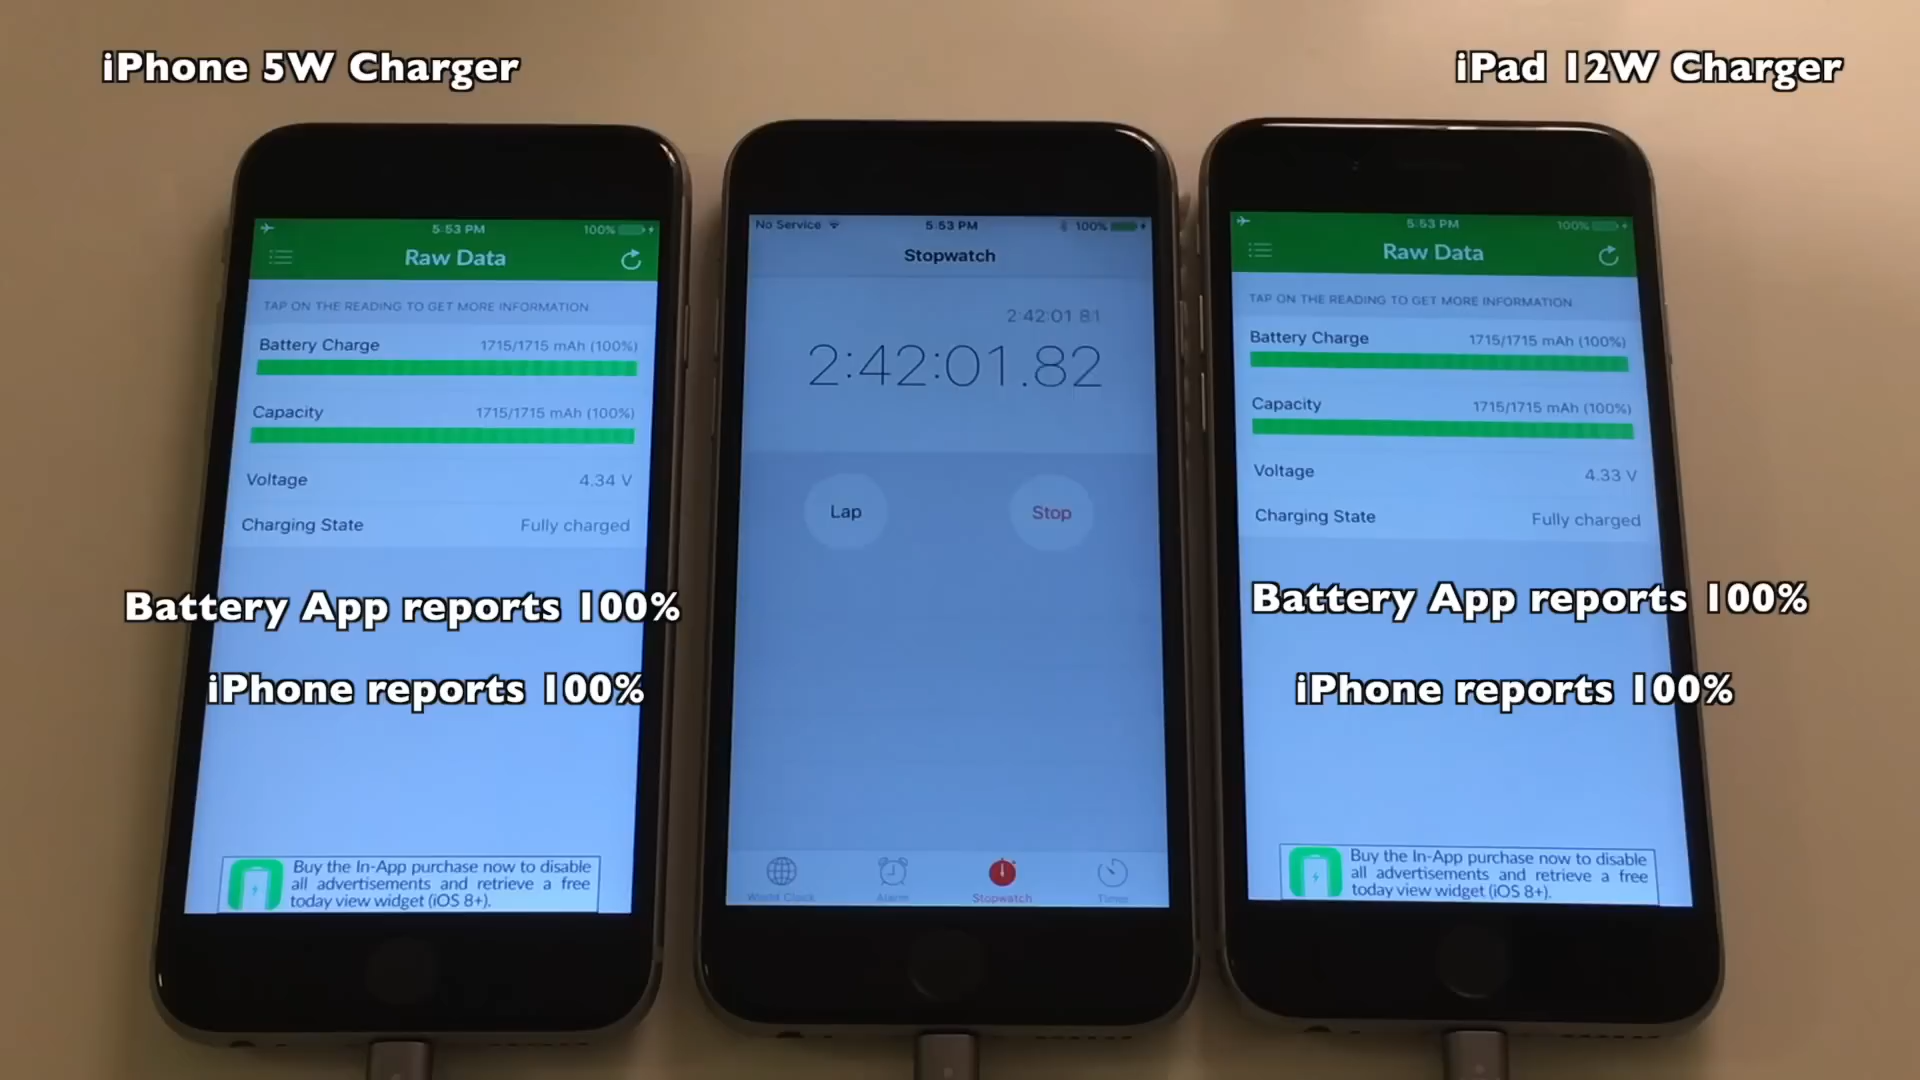 iPhone 5W Charger
iPad 12W Charger
5:53 PM
100%
Raw Data
TAP ON THE READING TO GET MORE INFORMATION
Battery Charge 1715/1715 mAh (100%)
Capacity 1715/1715 mAh (100%)
Voltage 4.34 V
Charging State Fully charged
Battery App reports 100%
iPhone reports 100%
Buy the In-App purchase now to disable
all advertisements and retrieve a free
today view widget (iOS 8+).
No Service 5:53 PM 100%
Stopwatch
2:42:01.81
2:42:01.82
Lap Stop
World Clock Alarm Stopwatch Timer
5:53 PM
100%
Raw Data
TAP ON THE READING TO GET MORE INFORMATION
Battery Charge 1715/1715 mAh (100%)
Capacity 1715/1715 mAh (100%)
Voltage 4.33 V
Charging State Fully charged
Battery App reports 100%
iPhone reports 100%
Buy the In-App purchase now to disable
all advertisements and retrieve a free
today view widget (iOS 8+).